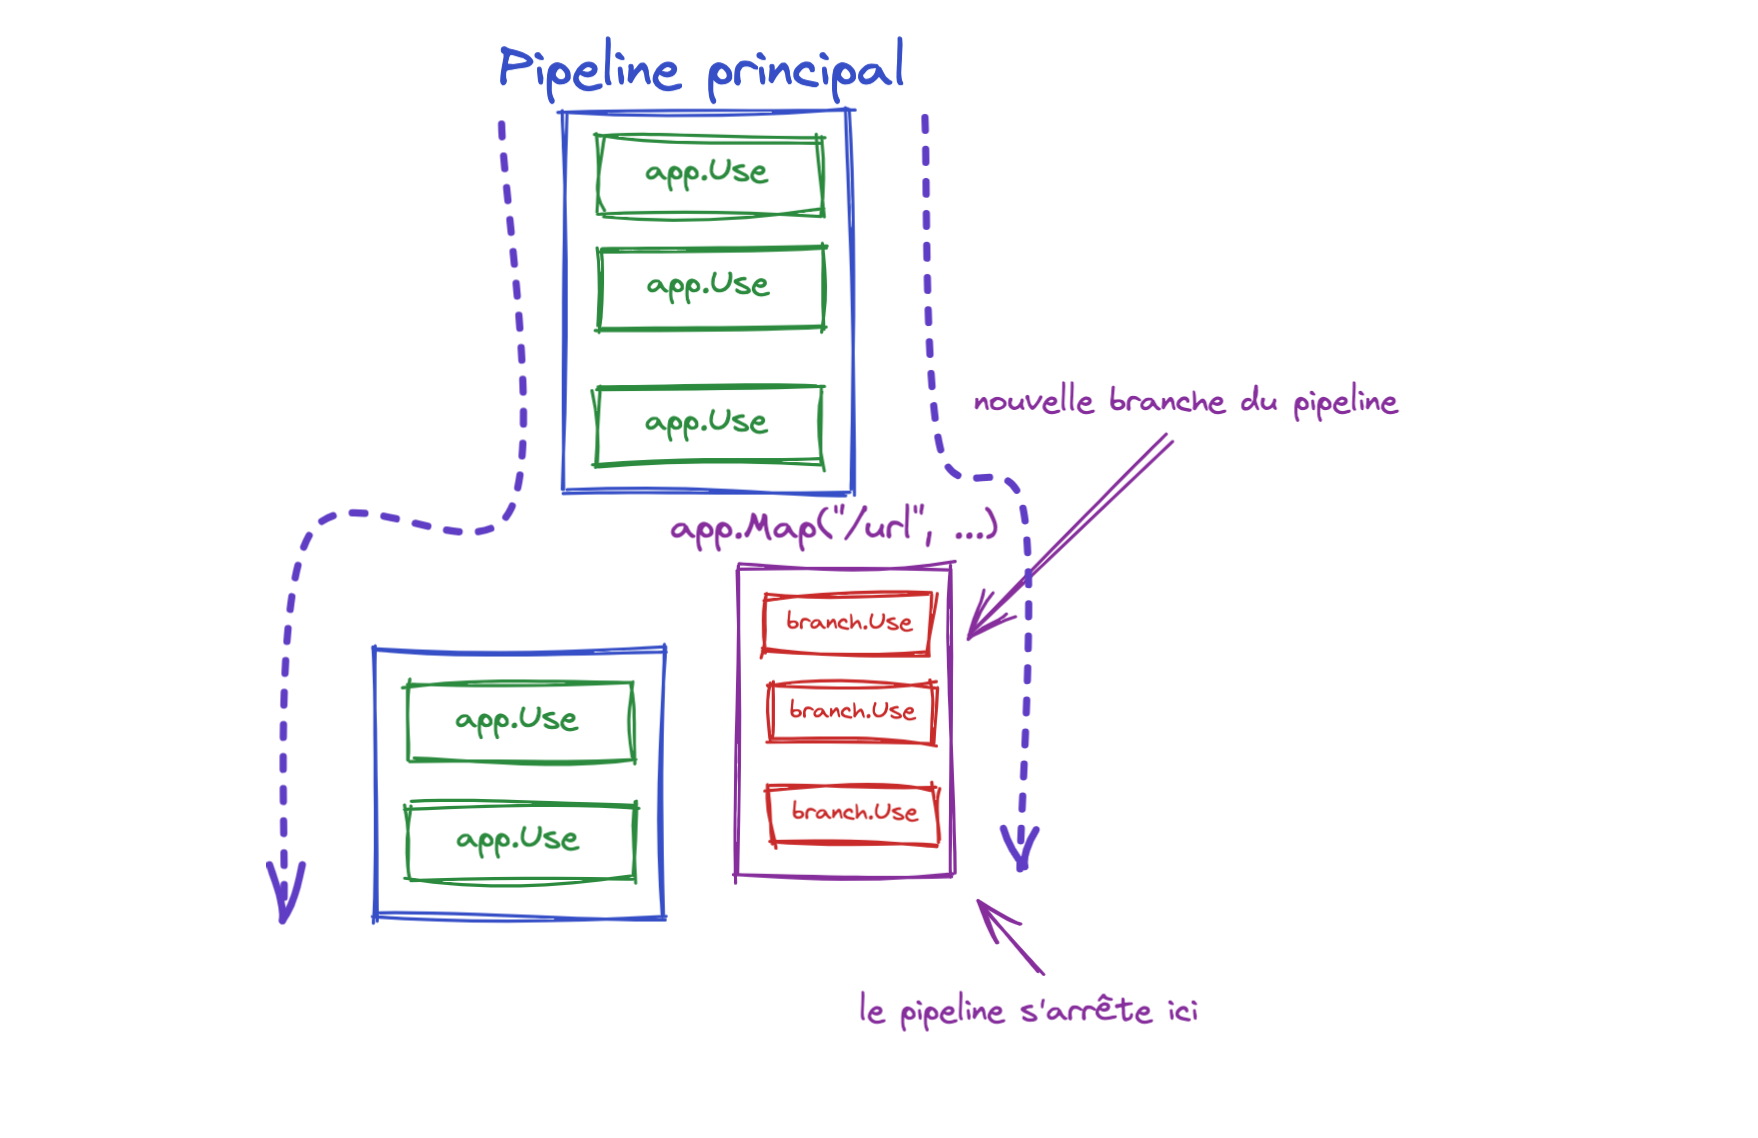 Pipeline principal
app.Use
app.Use
app.Use
nouvelle branche du pipeline
app.Map("/url", ...)
branch.Use
branch.Use
branch.Use
app.Use
app.Use
le pipeline s'arrête ici